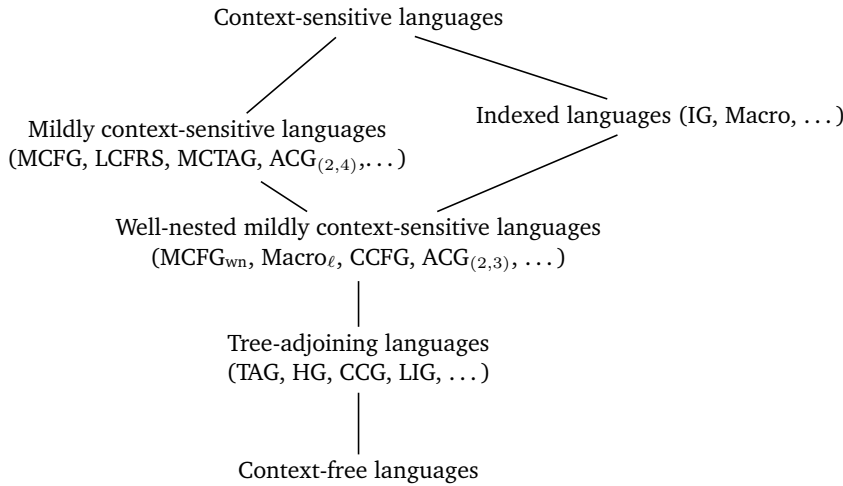 Context-sensitive languages
Indexed languages (IG, Macro, . . . )
Mildly context-sensitive languages
(MCFG, LCFRS, MCTAG, ACG(2,4),. . . )
Well-nested mildly context-sensitive languages
(MCFGwn, Macroℓ, CCFG, ACG(2,3), . . . )
Tree-adjoining languages
(TAG, HG, CCG, LIG, . . . )
Context-free languages